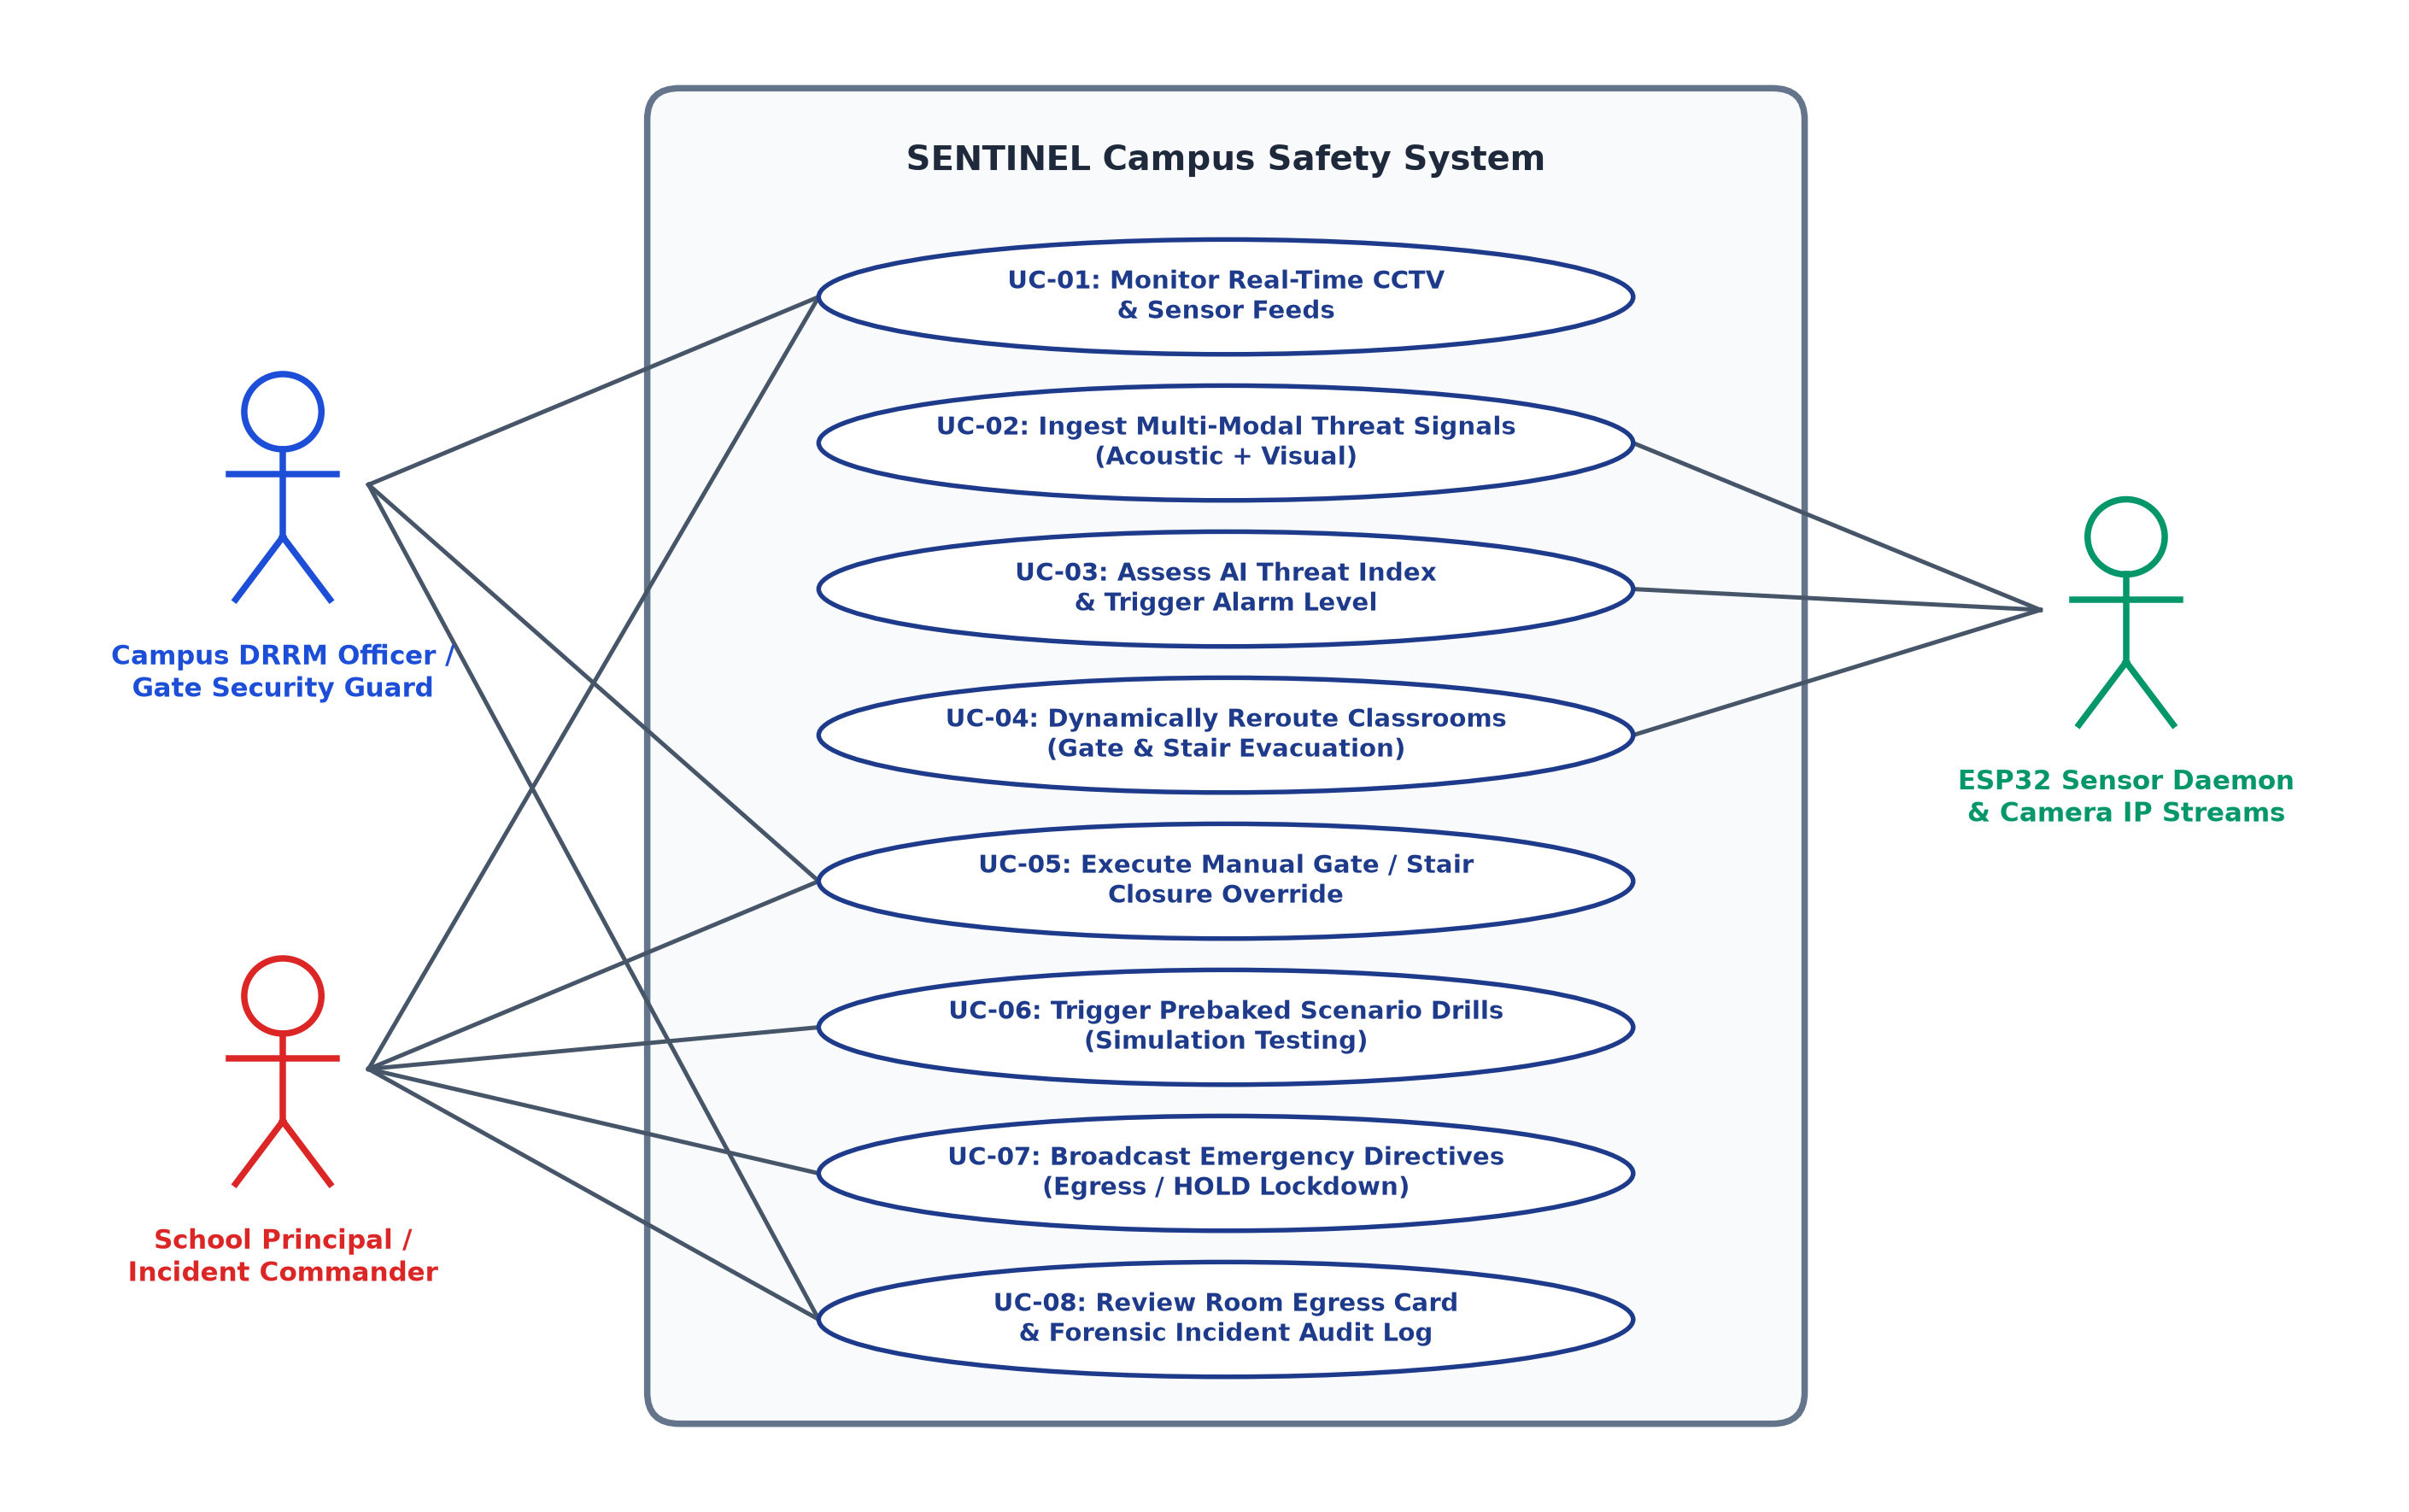 SENTINEL Campus Safety System
UC-01: Monitor Real-Time CCTV
& Sensor Feeds
UC-02: Ingest Multi-Modal Threat Signals
(Acoustic + Visual)
UC-03: Assess AI Threat Index
& Trigger Alarm Level
UC-04: Dynamically Reroute Classrooms
(Gate & Stair Evacuation)
UC-05: Execute Manual Gate / Stair
Closure Override
UC-06: Trigger Prebaked Scenario Drills
(Simulation Testing)
UC-07: Broadcast Emergency Directives
(Egress / HOLD Lockdown)
UC-08: Review Room Egress Card
& Forensic Incident Audit Log
Campus DRRM Officer /
Gate Security Guard
School Principal /
Incident Commander
ESP32 Sensor Daemon
& Camera IP Streams